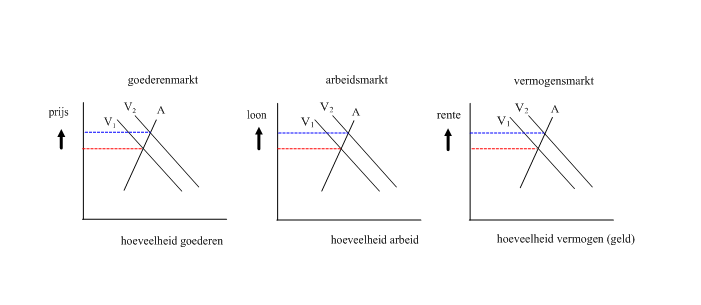 goederenmarkt
prijs
V2
V1
A
hoeveelheid goederen
arbeidsmarkt
loon
V2
V1
A
hoeveelheid arbeid
vermogensmarkt
rente
V2
V1
A
hoeveelheid vermogen (geld)